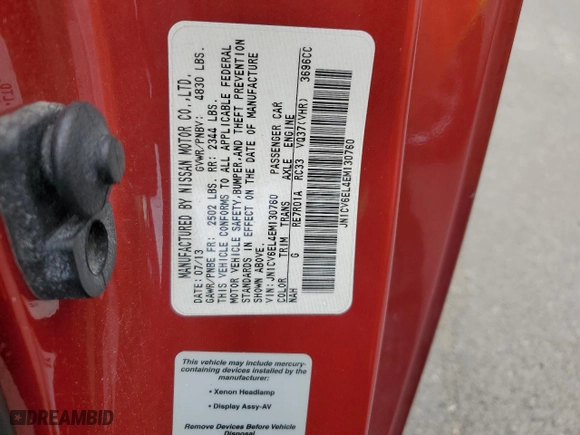 MANUFACTURED BY NISSAN MOTOR CO.,LTD.
DATE: 07/13 GVWR/PNBV: 4830 LBS.
GAWR/PNBE FR: 2502 LBS. RR: 2344 LBS.
THIS VEHICLE CONFORMS TO ALL APPLICABLE FEDERAL
MOTOR VEHICLE SAFETY, BUMPER, AND THEFT PREVENTION
STANDARDS IN EFFECT ON THE DATE OF MANUFACTURE
SHOWN ABOVE.
VIN: JN1CV6EL4EM130760 PASSENGER CAR
COLOR TRIM TRANS AXLE ENGINE
NAH G RE7R01A RC33 VQ37(VHR) 3696CC
JN1CV6EL4EM130760
This vehicle may include mercury-
containing devices installed by the
manufacturer:
• Xenon Headlamp
• Display Assy-AV
Remove Devices Before Vehicle
Disposal
DREAMBID